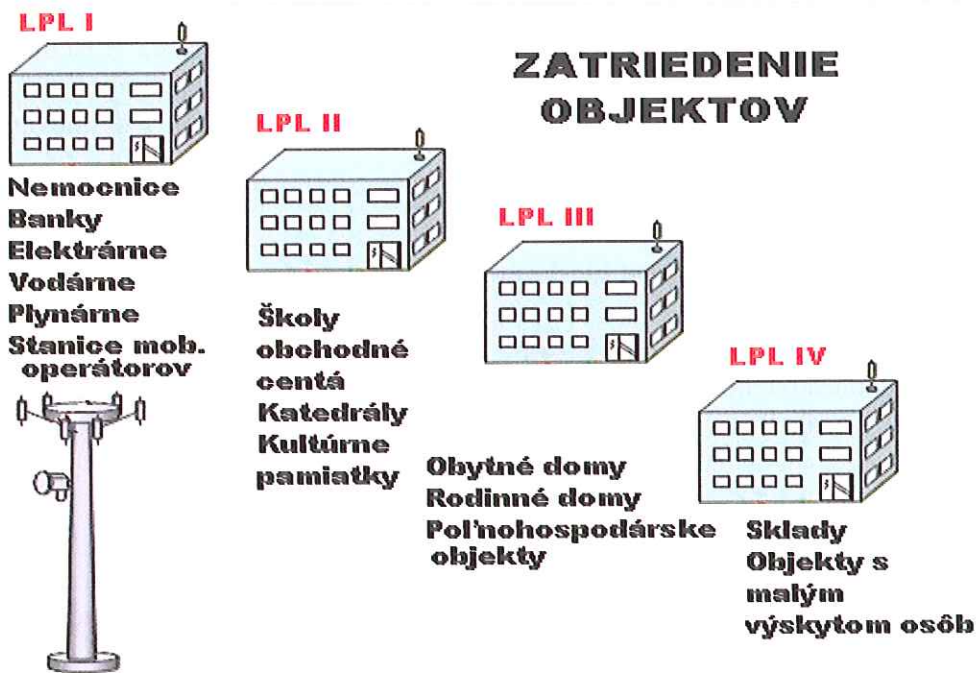 ZATRIEDENIE
OBJEKTOV
LPL I
Nemocnice
Banky
Elektrárne
Vodárne
Plynárne
Stanice mob.
operátorov
LPL II
Školy
obchodné
centá
Katedrály
Kultúrne
pamiatky
LPL III
Obytné domy
Rodinné domy
Poľnohospodárske
objekty
LPL IV
Sklady
Objekty s
malým
výskytom osôb